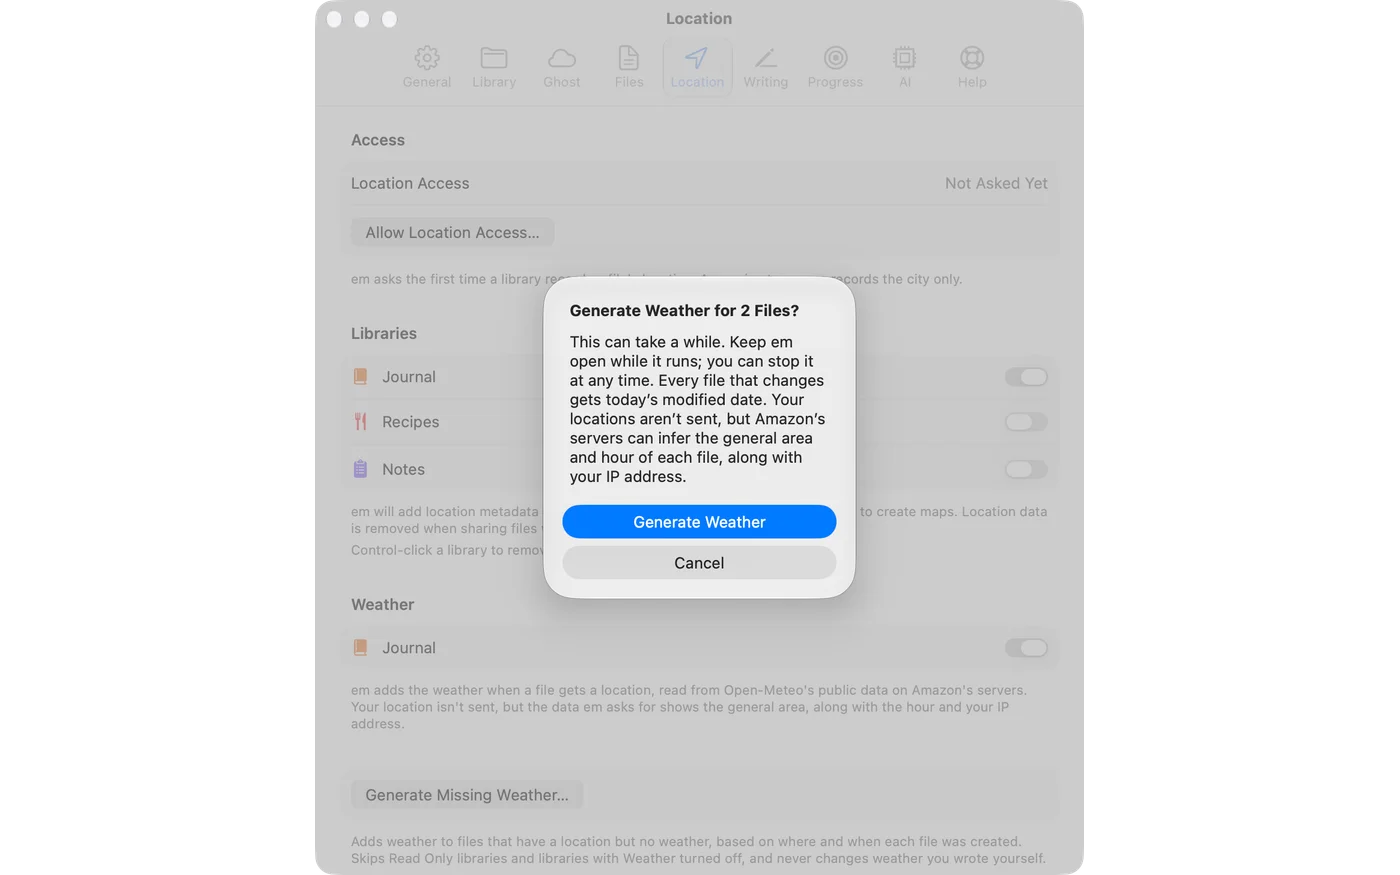 Location
General
Library
Ghost
Files
Location
Writing
Progress
AI
Help
Access
Location Access
Not Asked Yet
Allow Location Access...
em asks the first time a library
cords the city only.
Libraries
Journal
Recipes
Notes
em will add location metadata
to create maps. Location data
is removed when sharing files
Control-click a library to
Generate Weather for 2 Files?
This can take a while. Keep em
open while it runs; you can stop it
at any time. Every file that changes
gets today’s modified date. Your
locations aren’t sent, but Amazon’s
servers can infer the general area
and hour of each file, along with
your IP address.
Generate Weather
Cancel
Weather
Journal
em adds the weather when a file gets a location, read from Open-Meteo's public data on Amazon's servers.
Your location isn't sent, but the data em asks for shows the general area, along with the hour and your IP
address.
Generate Missing Weather...
Adds weather to files that have a location but no weather, based on where and when each file was created.
Skips Read Only libraries and libraries with Weather turned off, and never changes weather you wrote yourself.